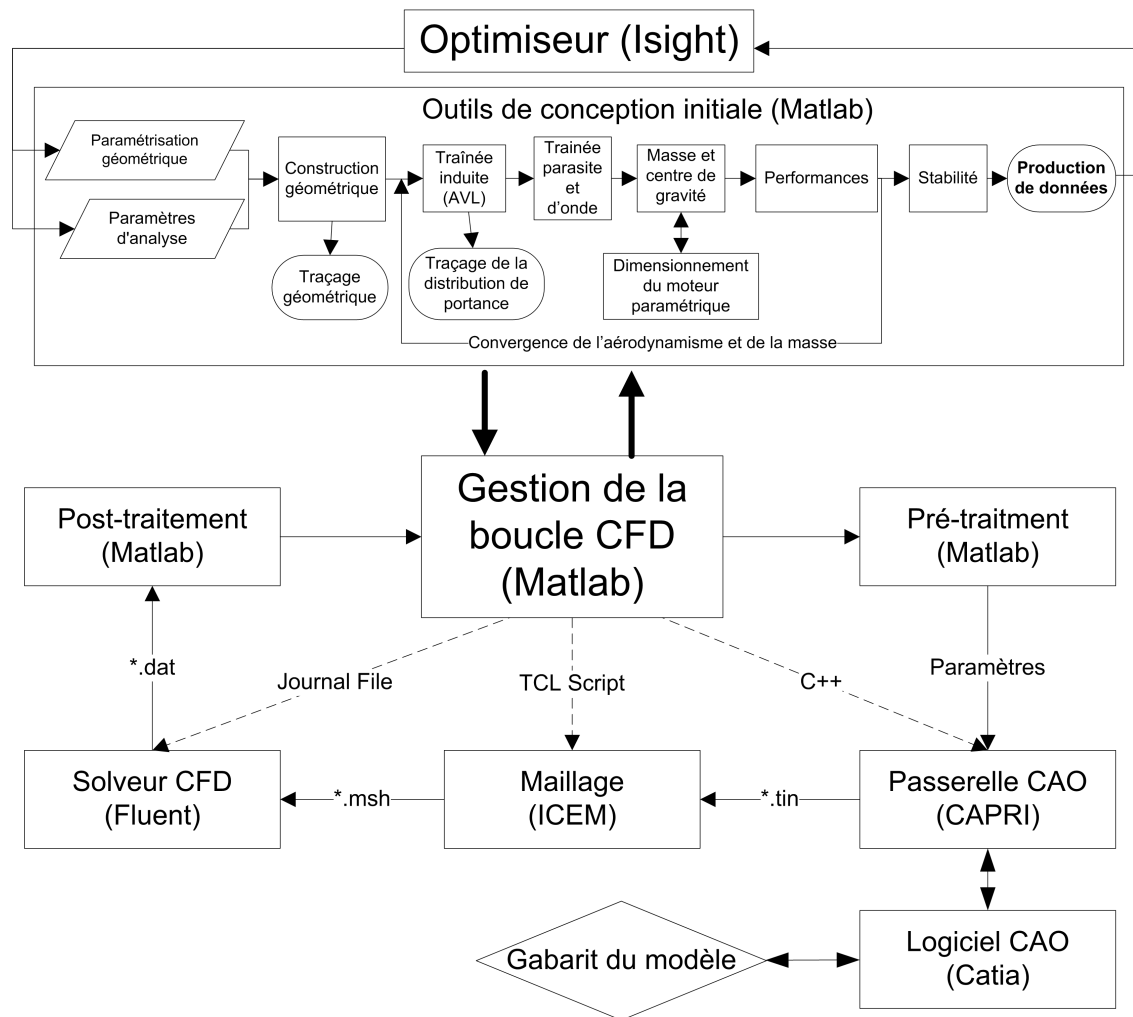 Optimiseur (Isight)
Outils de conception initiale (Matlab)
Paramétrisation
géométrique
Paramètres
d'analyse
Construction
géométrique
Traînée
induite
(AVL)
Trainée
parasite
et
d’onde
Masse et
centre de
gravité
Performances
Stabilité
Production
de données
Traçage
géométrique
Traçage de la
distribution de
portance
Dimensionnement
du moteur
paramétrique
Convergence de l’aérodynamisme et de la masse
Post-traitement
(Matlab)
Gestion de la
boucle CFD
(Matlab)
Pré-traitment
(Matlab)
*.dat
Journal File
TCL Script
C++
Paramètres
Solveur CFD
(Fluent)
*.msh
Maillage
(ICEM)
*.tin
Passerelle CAO
(CAPRI)
Gabarit du modèle
Logiciel CAO
(Catia)